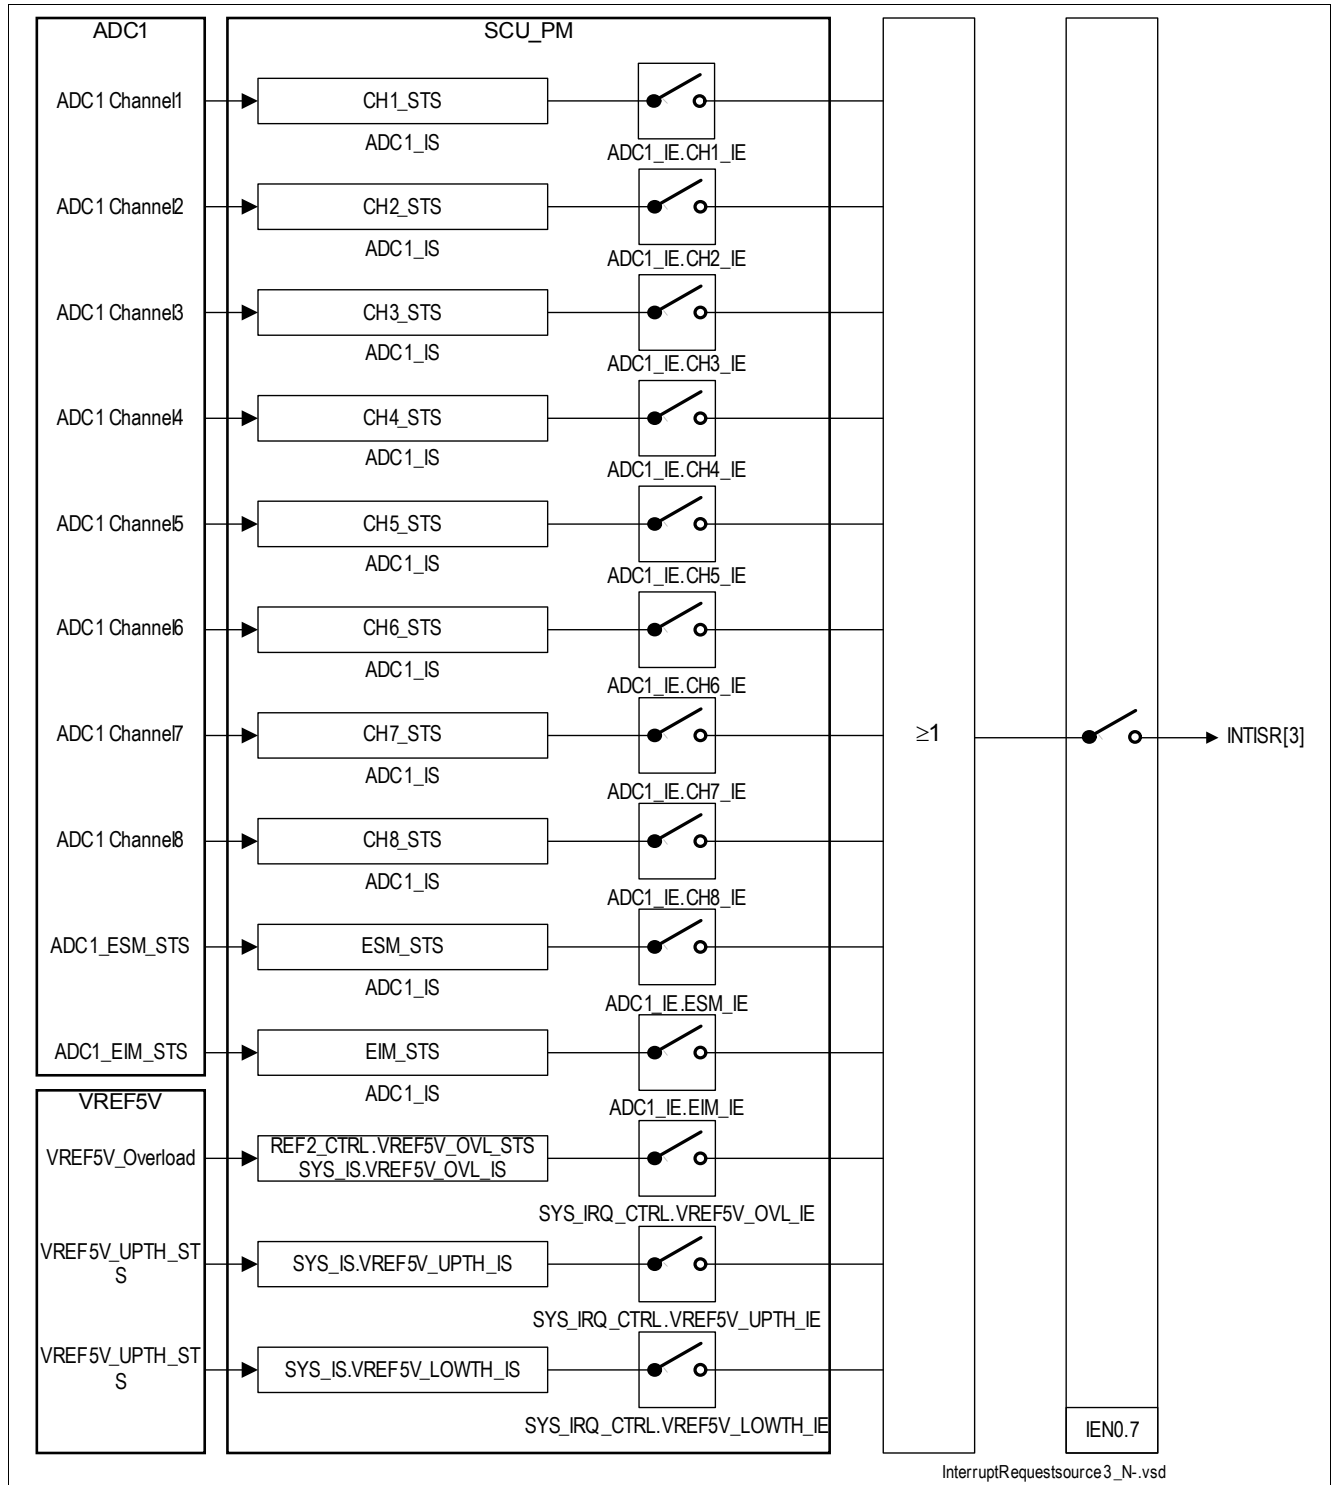 ADC1
SCU_PM
ADC1 Channel1
CH1_STS
ADC1_IS
ADC1_IE.CH1_IE
ADC1 Channel2
CH2_STS
ADC1_IS
ADC1_IE.CH2_IE
ADC1 Channel3
CH3_STS
ADC1_IS
ADC1_IE.CH3_IE
ADC1 Channel4
CH4_STS
ADC1_IS
ADC1_IE.CH4_IE
ADC1 Channel5
CH5_STS
ADC1_IS
ADC1_IE.CH5_IE
ADC1 Channel6
CH6_STS
ADC1_IS
ADC1_IE.CH6_IE
ADC1 Channel7
CH7_STS
ADC1_IS
ADC1_IE.CH7_IE
≥1
INTISR[3]
ADC1 Channel8
CH8_STS
ADC1_IS
ADC1_IE.CH8_IE
ADC1_ESM_STS
ESM_STS
ADC1_IS
ADC1_IE.ESM_IE
ADC1_EIM_STS
EIM_STS
ADC1_IS
ADC1_IE.EIM_IE
VREF5V
VREF5V_Overload
REF2_CTRL.VREF5V_OVL_STS
SYS_IS.VREF5V_OVL_IS
SYS_IRQ_CTRL.VREF5V_OVL_IE
VREF5V_UPTH_ST
S
SYS_IS.VREF5V_UPTH_IS
SYS_IRQ_CTRL.VREF5V_UPTH_IE
VREF5V_UPTH_ST
S
SYS_IS.VREF5V_LOWTH_IS
SYS_IRQ_CTRL.VREF5V_LOWTH_IE
IEN0.7
InterruptRequestsource3_N-.vsd